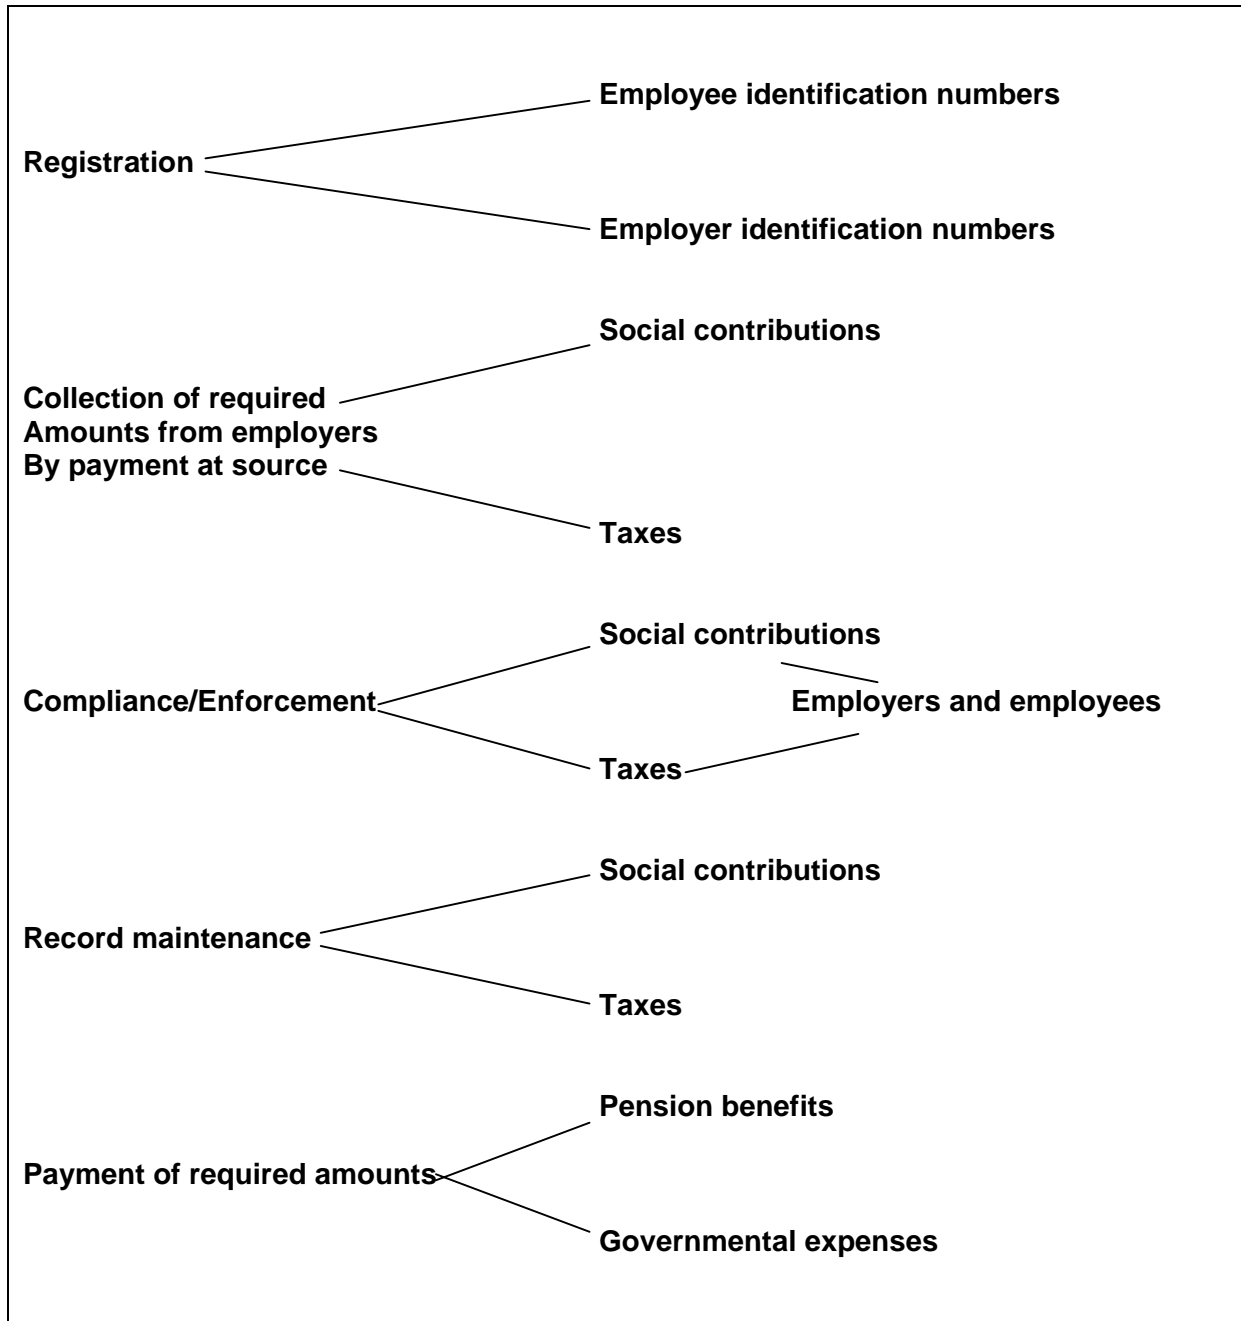 Employee identification numbers
Registration
Employer identification numbers
Social contributions
Collection of required
Amounts from employers
By payment at source
Taxes
Social contributions
Compliance/Enforcement
Employers and employees
Taxes
Social contributions
Record maintenance
Taxes
Pension benefits
Payment of required amounts
Governmental expenses